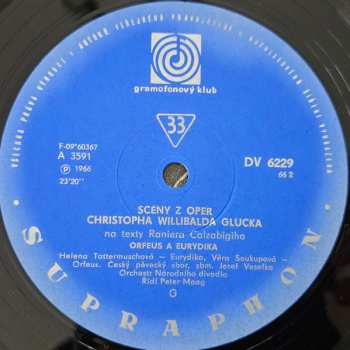 gramofonový klub
33
F-09*60367
A 3591
℗ 1966
23'20''
DV 6229
66 2
SCÉNY Z OPER
CHRISTOPHA WILLIBALDA GLUCKA
na texty Raniera Calzabigiho
ORFEUS A EURYDIKA
Helena Tattermuschová – Eurydika, Věra Soukupová –
Orfeus. Český pěvecký sbor, sbm. Josef Veselka
Orchestr Národního divadla
Řídí Peter Maag
G
SUPRAPHON